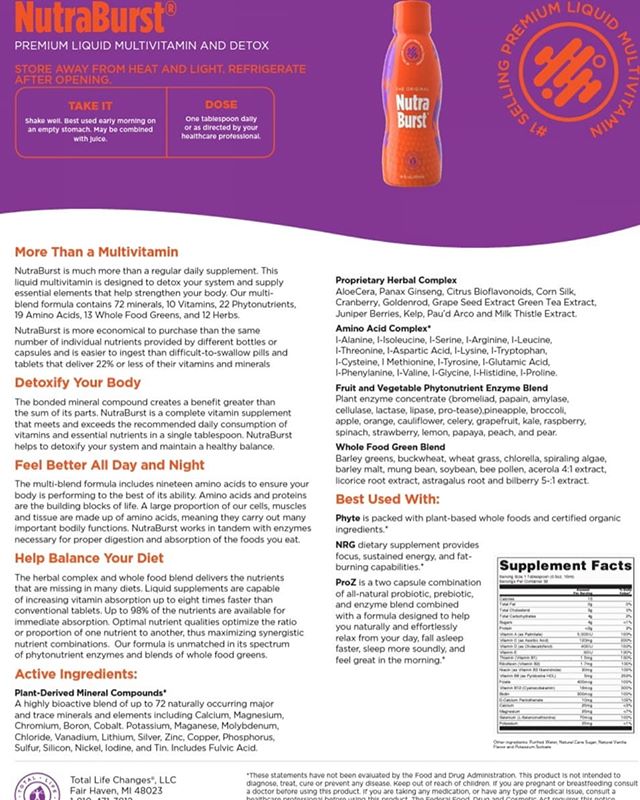 NutraBurst®
PREMIUM LIQUID MULTIVITAMIN AND DETOX
STORE AWAY FROM HEAT AND LIGHT, REFRIGERATE
AFTER OPENING.
TAKE IT
Shake well. Best used early morning on
an empty stomach. May be combined
with juice.
DOSE
One tablespoon daily
or as directed by your
healthcare professional.
THE ORIGINAL
Nutra
Burst
#1 SELLING PREMIUM LIQUID MULTIVITAMIN
More Than a Multivitamin
NutraBurst is much more than a regular daily supplement. This
liquid multivitamin is designed to detox your system and supply
essential elements that help strengthen your body. Our multi-
blend formula contains 72 minerals, 10 Vitamins, 22 Phytonutrients,
19 Amino Acids, 13 Whole Food Greens, and 12 Herbs.
NutraBurst is more economical to purchase than the same
number of individual nutrients provided by different bottles or
capsules and is easier to ingest than difficult-to-swallow pills and
tablets that deliver 22% or less of their vitamins and minerals
Detoxify Your Body
The bonded mineral compound creates a benefit greater than
the sum of its parts. NutraBurst is a complete vitamin supplement
that meets and exceeds the recommended daily consumption of
vitamins and essential nutrients in a single tablespoon. NutraBurst
helps to detoxify your system and maintain a healthy balance.
Feel Better All Day and Night
The multi-blend formula includes nineteen amino acids to ensure your
body is performing to the best of its ability. Amino acids and proteins
are the building blocks of life. A large proportion of our cells, muscles
and tissue are made up of amino acids, meaning they carry out many
important bodily functions. NutraBurst works in tandem with enzymes
necessary for proper digestion and absorption of the foods you eat.
Help Balance Your Diet
The herbal complex and whole food blend delivers the nutrients
that are missing in many diets. Liquid supplements are capable
of increasing vitamin absorption up to eight times faster than
conventional tablets. Up to 98% of the nutrients are available for
immediate absorption. Optimal nutrient qualities optimize the ratio
or proportion of one nutrient to another, thus maximizing synergistic
nutrient combinations. Our formula is unmatched in its spectrum
of phytonutrient enzymes and blends of whole food greens.
Active Ingredients:
Plant-Derived Mineral Compounds*
A highly bioactive blend of up to 72 naturally occurring major
and trace minerals and elements including Calcium, Magnesium,
Chromium, Boron, Cobalt. Potassium, Maganese, Molybdenum,
Chloride, Vanadium, Lithium, Silver, Zinc, Copper, Phosphorus,
Sulfur, Silicon, Nickel, Iodine, and Tin. Includes Fulvic Acid.
Proprietary Herbal Complex
AloeCera, Panax Ginseng, Citrus Bioflavonoids, Corn Silk,
Cranberry, Goldenrod, Grape Seed Extract Green Tea Extract,
Juniper Berries, Kelp, Pau'd Arco and Milk Thistle Extract.
Amino Acid Complex*
l-Alanine, l-Isoleucine, l-Serine, l-Arginine, l-Leucine,
l-Threonine, l-Aspartic Acid, l-Lysine, l-Tryptophan,
l-Cysteine, l Methionine, l-Tyrosine, l-Glutamic Acid,
l-Phenylanine, l-Valine, l-Glycine, l-Histidine, l-Proline.
Fruit and Vegetable Phytonutrient Enzyme Blend
Plant enzyme concentrate (bromeliad, papain, amylase,
cellulase, lactase, lipase, pro-tease),pineapple, broccoli,
apple, orange, cauliflower, celery, grapefruit, kale, raspberry,
spinach, strawberry, lemon, papaya, peach, and pear.
Whole Food Green Blend
Barley greens, buckwheat, wheat grass, chlorella, spiraling algae,
barley malt, mung bean, soybean, bee pollen, acerola 4:1 extract,
licorice root extract, astragalus root and bilberry 5-:1 extract.
Best Used With:
Phyte is packed with plant-based whole foods and certified organic
ingredients.*
NRG dietary supplement provides
focus, sustained energy, and fat-
burning capabilities.*
ProZ is a two capsule combination
of all-natural probiotic, prebiotic,
and enzyme blend combined
with a formula designed to help
you naturally and effortlessly
relax from your day, fall asleep
faster, sleep more soundly, and
feel great in the morning.*
Supplement Facts
Calories
Total Fat
Total Cholesterol
Total Carbohydrates
Sugars
Protein
Other ingredients: Purified Water, Natural Cane Sugar, Natural Vanilla
Flavor and Potassium Sorbate
TOTAL LIFE
Total Life Changes®, LLC
Fair Haven, MI 48023
*These statements have not been evaluated by the Food and Drug Administration. This product is not intended to
diagnose, treat, cure or prevent any disease. Keep out of reach of children. If you are pregnant or breastfeeding consult
a doctor before using this product. If you are taking any medication, or have any type of medical issue, consult a